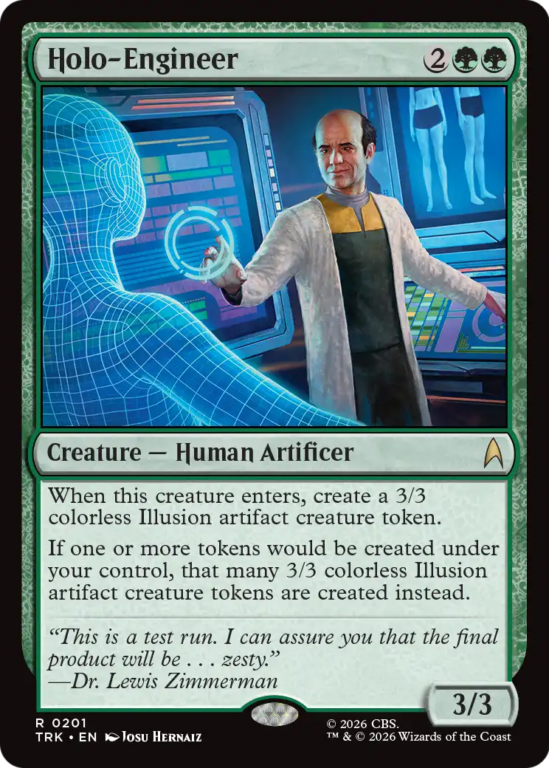 Holo-Engineer 2
Creature — Human Artificer
When this creature enters, create a 3/3
colorless Illusion artifact creature token.
If one or more tokens would be created under
your control, that many 3/3 colorless Illusion
artifact creature tokens are created instead.
“This is a test run. I can assure you that the final
product will be . . . zesty.”
—Dr. Lewis Zimmerman
3/3
R 0201
TRK • EN Josu Hernaiz
© 2026 CBS.
™ & © 2026 Wizards of the Coast